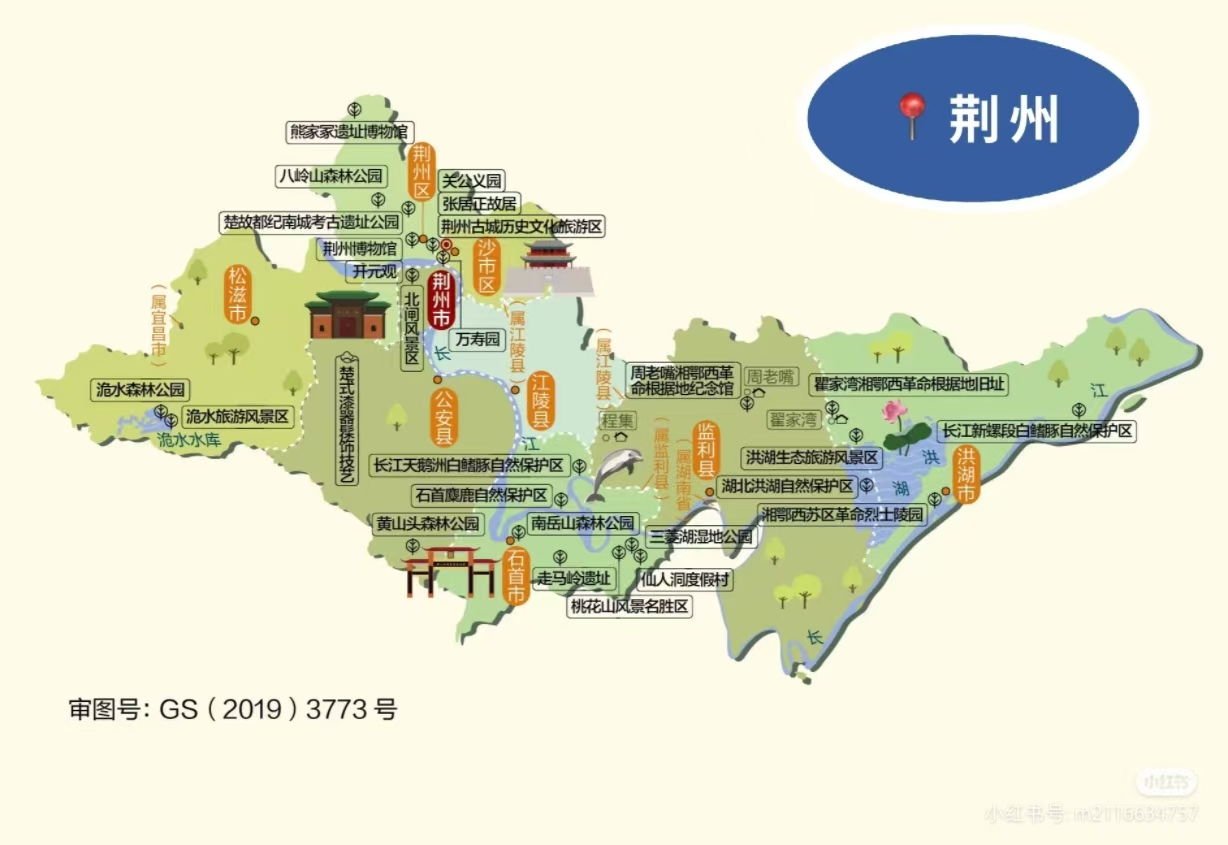 荆州
熊家冢遗址博物馆
荆州区
八岭山森林公园
关公义园
张居正故居
楚故都纪南城考古遗址公园
荆州古城历史文化旅游区
荆州博物馆
沙市区
开元观
松滋市
荆州市
北闸风景区
（属宜昌市）
（属江陵县）
万寿园
长
（属江陵县）
江陵县
楚式漆器髹饰技艺
周老嘴湘鄂西革
命根据地纪念馆
周老嘴
瞿家湾湘鄂西革命根据地旧址
江
洈水森林公园
洈水旅游风景区
洈水水库
公安县
程集
瞿家湾
监利县
（属监利县）
（属湖南省）
长江新螺段白鱀豚自然保护区
江
长江天鹅洲白鱀豚自然保护区
洪湖生态旅游风景区
洪
湖
洪湖市
石首麋鹿自然保护区
湖北洪湖自然保护区
黄山头森林公园
南岳山森林公园
湘鄂西苏区革命烈士陵园
三菱湖湿地公园
石首市
走马岭遗址
仙人洞度假村
桃花山风景名胜区
长
审图号：GS（2019）3773号
小红书
小红书号: m2116634757